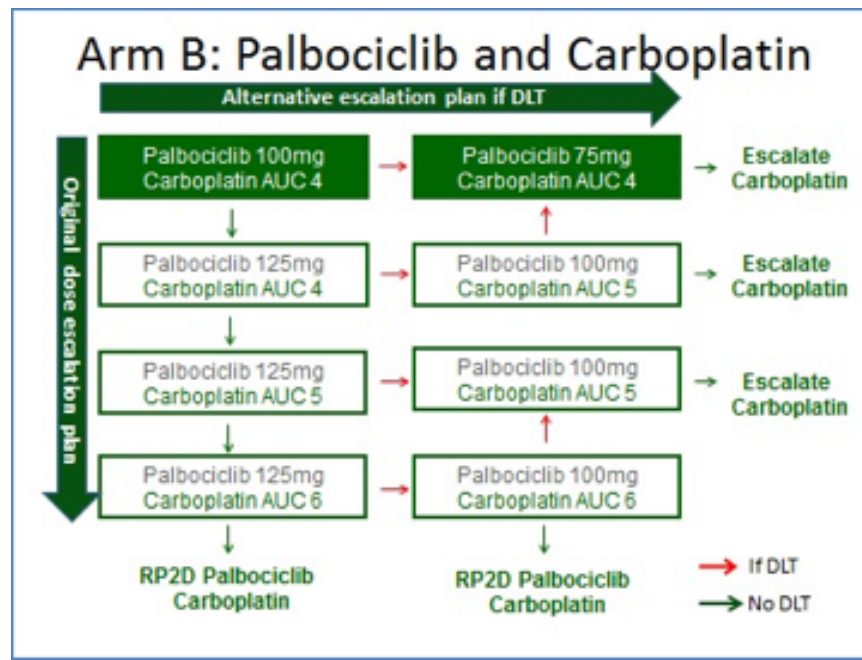 Arm B: Palbociclib and Carboplatin
Alternative escalation plan if DLT
Original dose escalation plan
Palbociclib 100mg
Carboplatin AUC 4
Palbociclib 75mg
Carboplatin AUC 4
Escalate
Carboplatin
Palbociclib 125mg
Carboplatin AUC 4
Palbociclib 100mg
Carboplatin AUC 5
Escalate
Carboplatin
Palbociclib 125mg
Carboplatin AUC 5
Palbociclib 100mg
Carboplatin AUC 5
Escalate
Carboplatin
Palbociclib 125mg
Carboplatin AUC 6
Palbociclib 100mg
Carboplatin AUC 6
RP2D Palbociclib
Carboplatin
RP2D Palbociclib
Carboplatin
If DLT
No DLT